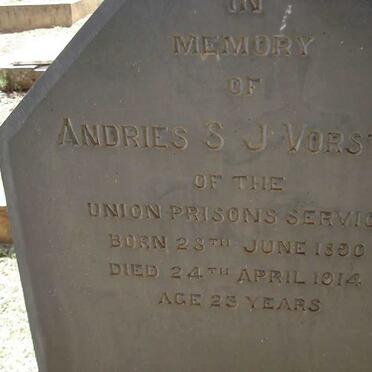 IN
MEMORY
OF
ANDRIES S J VORS
OF THE
UNION PRISONS SERVIC
BORN 28TH JUNE 1890
DIED 24TH APRIL 1914
AGE 23 YEARS